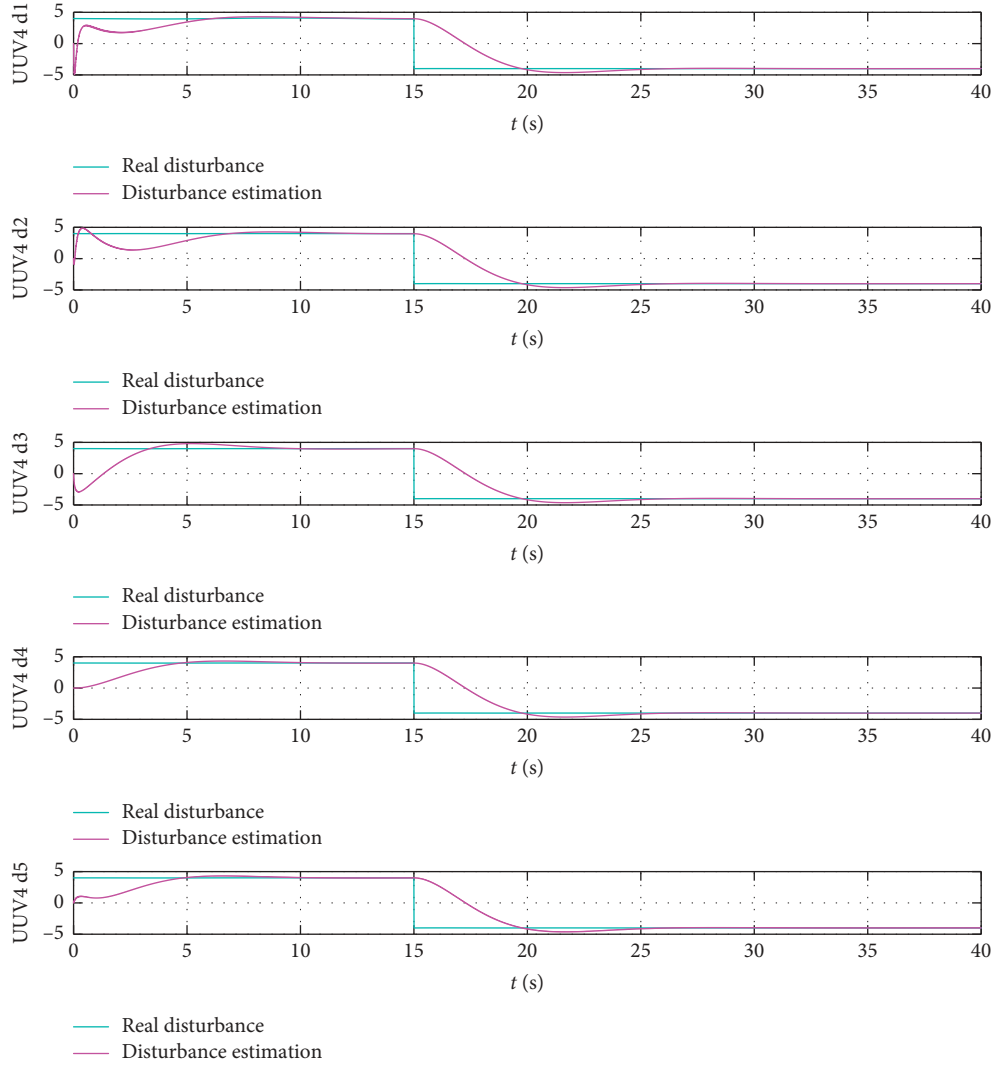 UUV4 d1
5
0
−5
0 5 10 15 20 25 30 35 40
t (s)
Real disturbance
Disturbance estimation
UUV4 d2
5
0
−5
0 5 10 15 20 25 30 35 40
t (s)
Real disturbance
Disturbance estimation
UUV4 d3
5
0
−5
0 5 10 15 20 25 30 35 40
t (s)
Real disturbance
Disturbance estimation
UUV4 d4
5
0
−5
0 5 10 15 20 25 30 35 40
t (s)
Real disturbance
Disturbance estimation
UUV4 d5
5
0
−5
0 5 10 15 20 25 30 35 40
t (s)
Real disturbance
Disturbance estimation